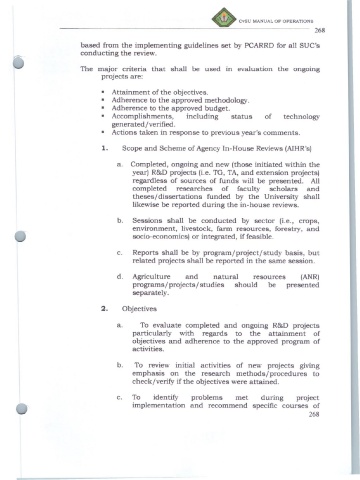 CVSU MANUAL OF OPERATIONS
268
based from the implementing guidelines set by PCARRD for all SUC's
conducting the review.
The major criteria that shall be used in evaluation the ongoing
projects are:
• Attainment of the objectives.
• Adherence to the approved methodology.
• Adherence to the approved budget.
• Accomplishments, including status of technology
generated/verified.
• Actions taken in response to previous year's comments.
1. Scope and Scheme of Agency In-House Reviews (AIHR's)
a. Completed, ongoing and new (those initiated within the
year) R&D projects (i.e. TG, TA, and extension projects)
regardless of sources of funds will be presented. All
completed researches of faculty scholars and
theses/dissertations funded by the University shall
likewise be reported during the in-house reviews.
b. Sessions shall be conducted by sector (i.e., crops,
environment, livestock, farm resources, forestry, and
socio-economics) or integrated, if feasible.
c. Reports shall be by program/project/study basis, but
related projects shall be reported in the same session.
d. Agriculture and natural resources (ANR)
programs/projects/studies should be presented
separately.
2. Objectives
a. To evaluate completed and ongoing R&D projects
particularly with regards to the attainment of
objectives and adherence to the approved program of
activities.
b. To review initial activities of new projects giving
emphasis on the research methods/procedures to
check/verify if the objectives were attained.
c. To identify problems met during project
implementation and recommend specific courses of
268